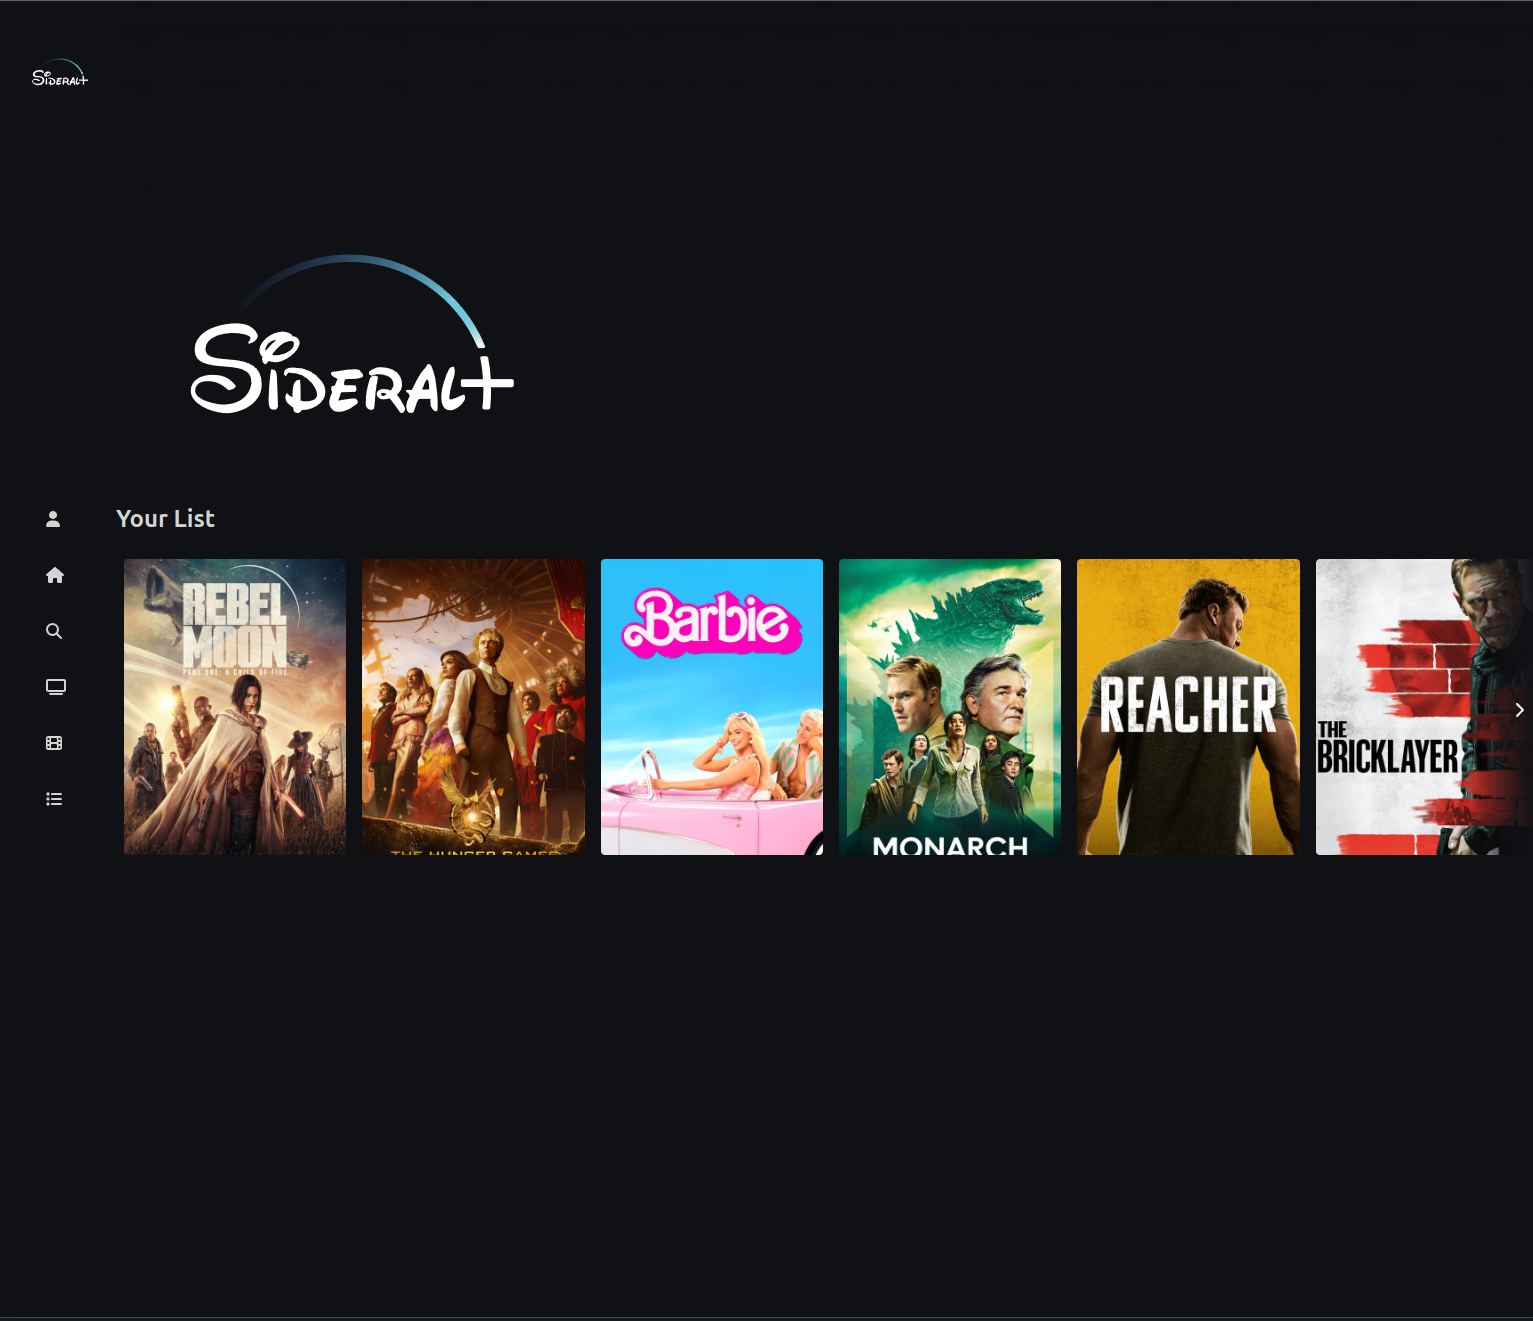 SIDERAL+
SIDERAL+
Your List
REBEL
MOON
PART ONE: A CHILD OF FIRE
THE HUNGER GAMES
Barbie
MONARCH
REACHER
THE
BRICKLAYER